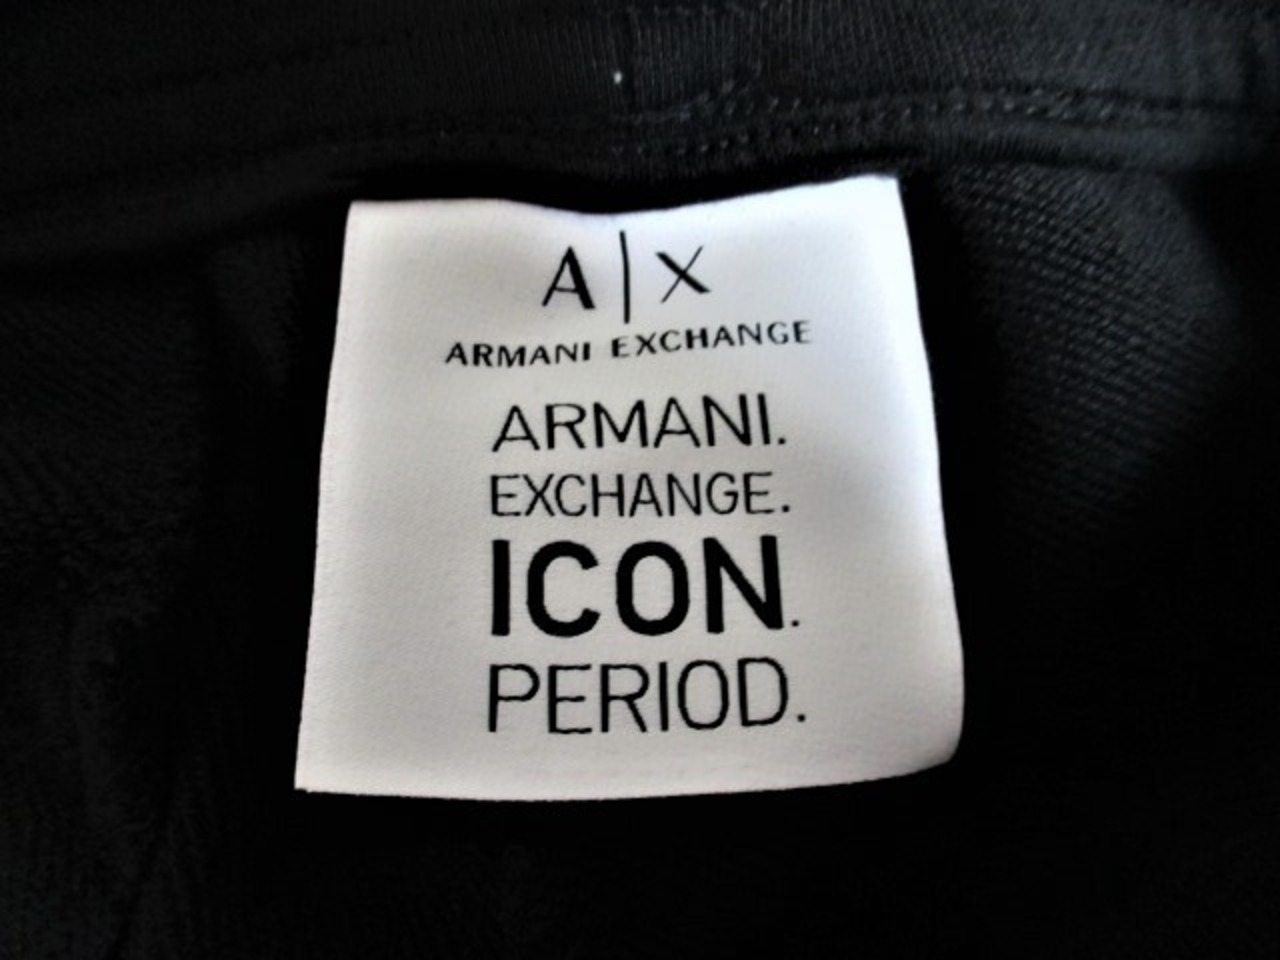 A|X
ARMANI EXCHANGE
ARMANI.
EXCHANGE.
ICON.
PERIOD.